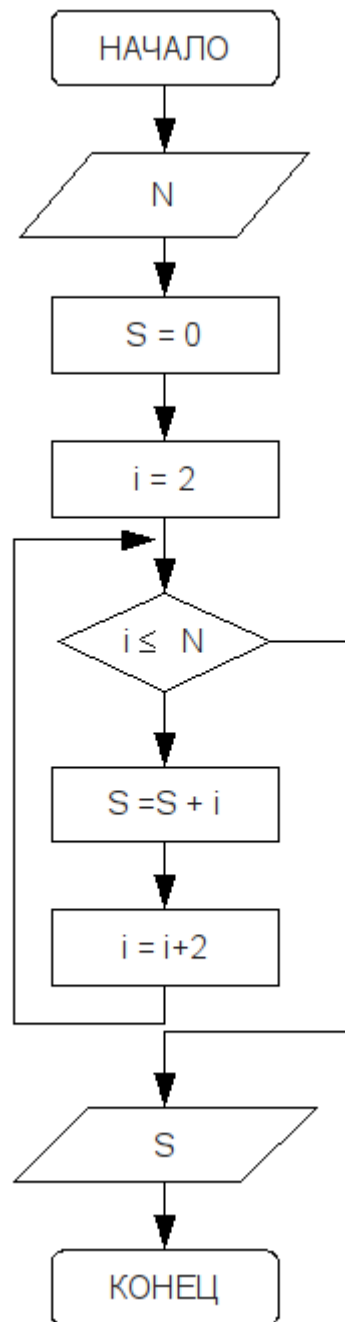 НАЧАЛО
N
S = 0
i = 2
i ≤ N
S =S + i
i = i+2
S
КОНЕЦ